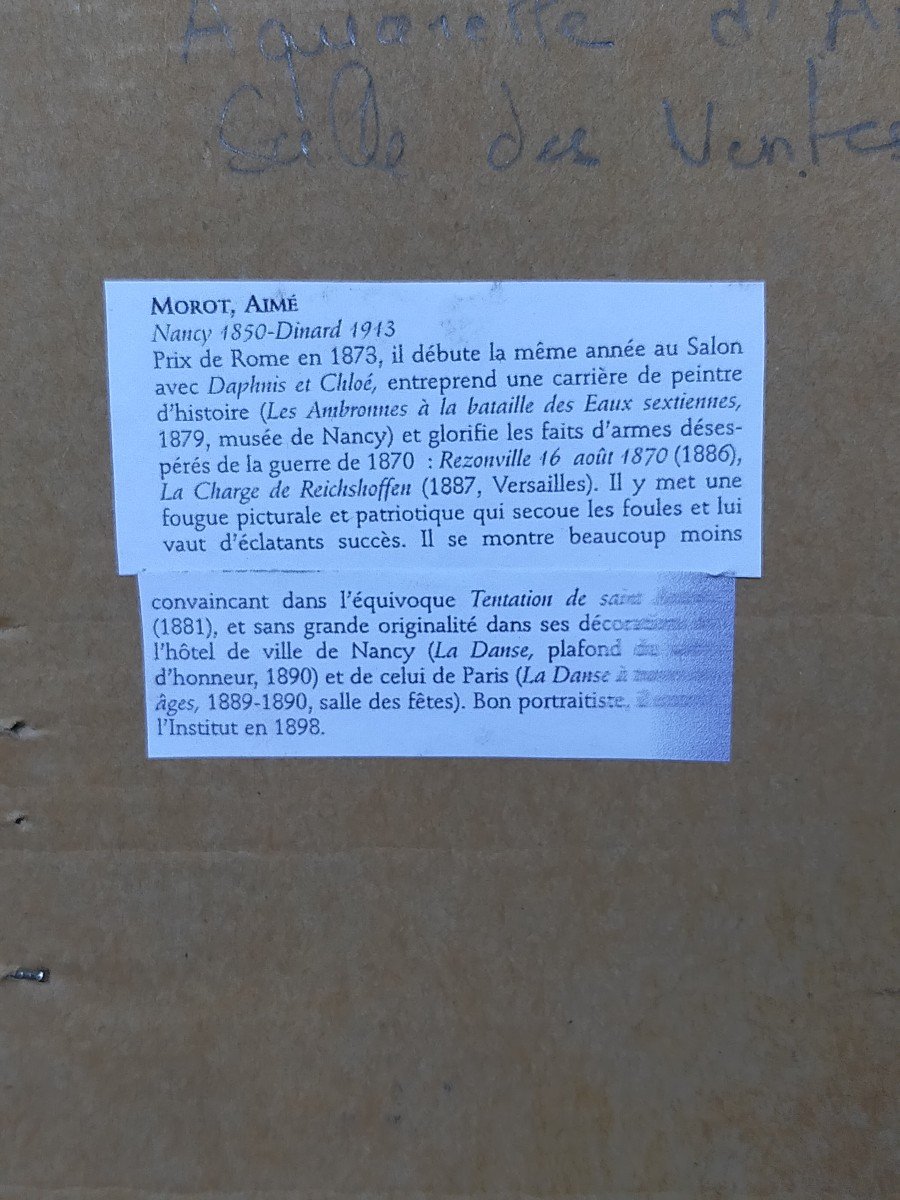 Aquarelle d'A
Salle des Ventes
MOROT, AIMÉ
Nancy 1850-Dinard 1913
Prix de Rome en 1873, il débute la même année au Salon
avec Daphnis et Chloé, entreprend une carrière de peintre
d'histoire (Les Ambronnes à la bataille des Eaux sextiennes,
1879, musée de Nancy) et glorifie les faits d'armes déses-
pérés de la guerre de 1870 : Rezonville 16 août 1870 (1886),
La Charge de Reichshoffen (1887, Versailles). Il y met une
fougue picturale et patriotique qui secoue les foules et lui
vaut d'éclatants succès. Il se montre beaucoup moins
convaincant dans l'équivoque Tentation de saint
(1881), et sans grande originalité dans ses décorations
l'hôtel de ville de Nancy (La Danse, plafond du
d'honneur, 1890) et de celui de Paris (La Danse à
âges, 1889-1890, salle des fêtes). Bon portraitiste,
l'Institut en 1898.